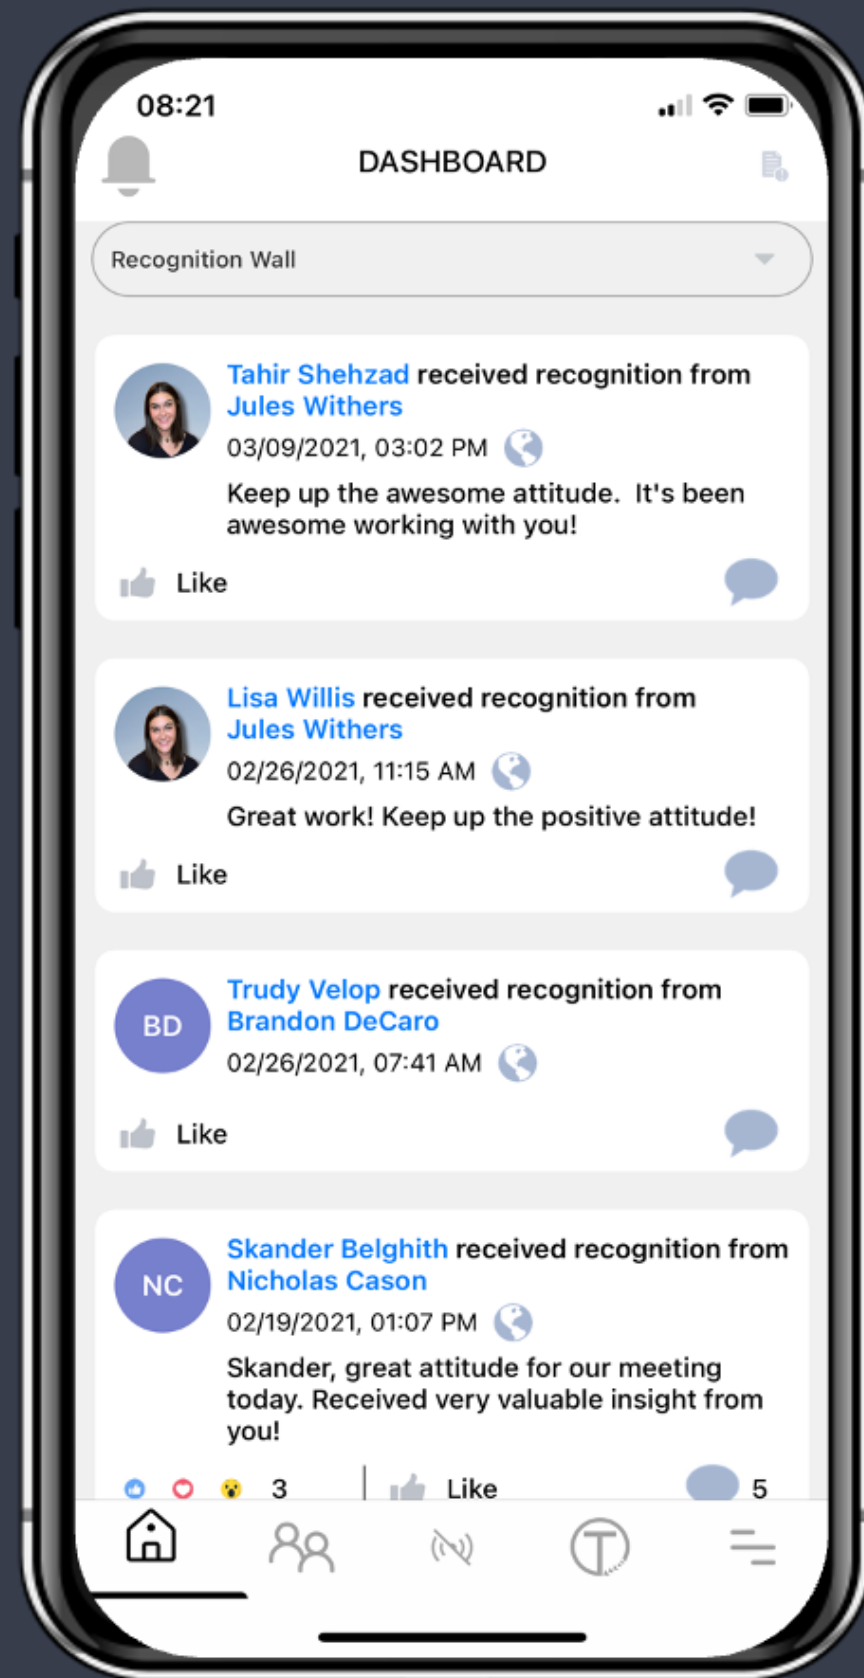 08:21
DASHBOARD
Recognition Wall
Tahir Shehzad received recognition from
Jules Withers
03/09/2021, 03:02 PM
Keep up the awesome attitude.  It's been
awesome working with you!
Like
Lisa Willis received recognition from
Jules Withers
02/26/2021, 11:15 AM
Great work! Keep up the positive attitude!
Like
BD
Trudy Velop received recognition from
Brandon DeCaro
02/26/2021, 07:41 AM
Like
NC
Skander Belghith received recognition from
Nicholas Cason
02/19/2021, 01:07 PM
Skander, great attitude for our meeting
today. Received very valuable insight from
you!
3 Like 5
T